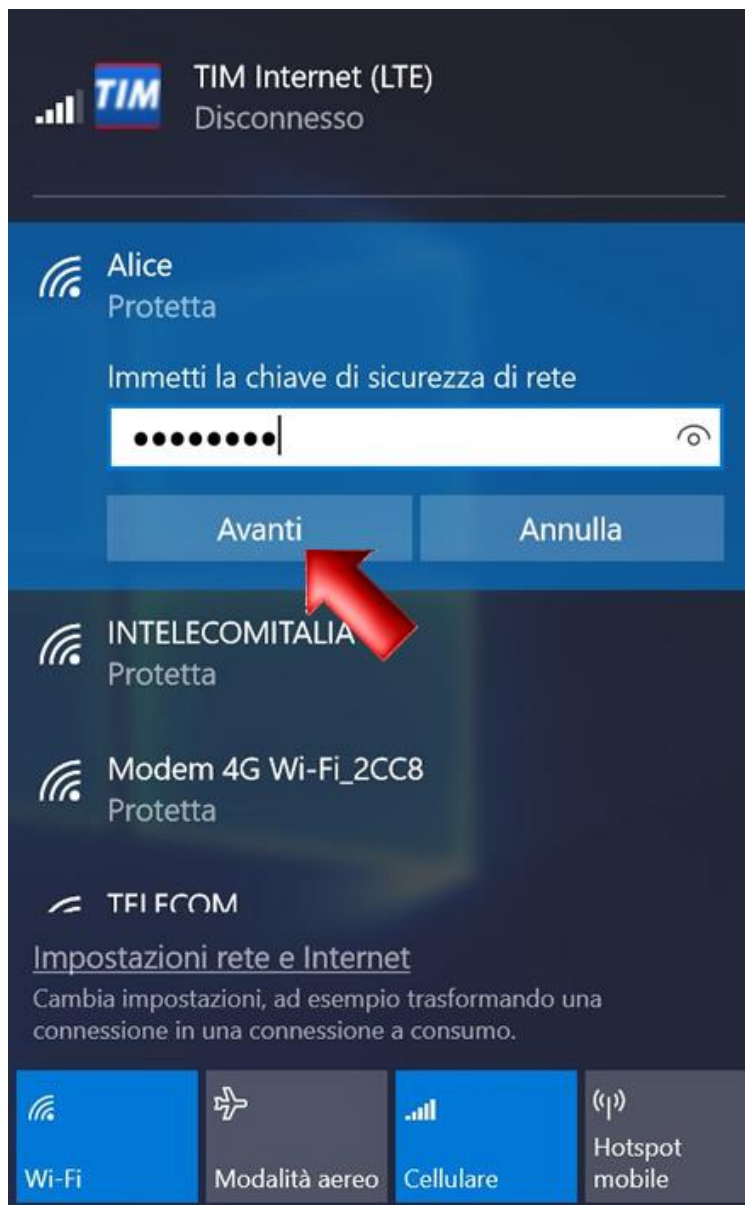 TIM
TIM Internet (LTE)
Disconnesso
Alice
Protetta
Immetti la chiave di sicurezza di rete
●●●●●●●●
Avanti
Annulla
INTELECOMITALIA
Protetta
Modem 4G Wi-Fi_2CC8
Protetta
TELECOM
Impostazioni rete e Internet
Cambia impostazioni, ad esempio trasformando una
connessione in una connessione a consumo.
Wi-Fi
Modalità aereo
Cellulare
Hotspot
mobile